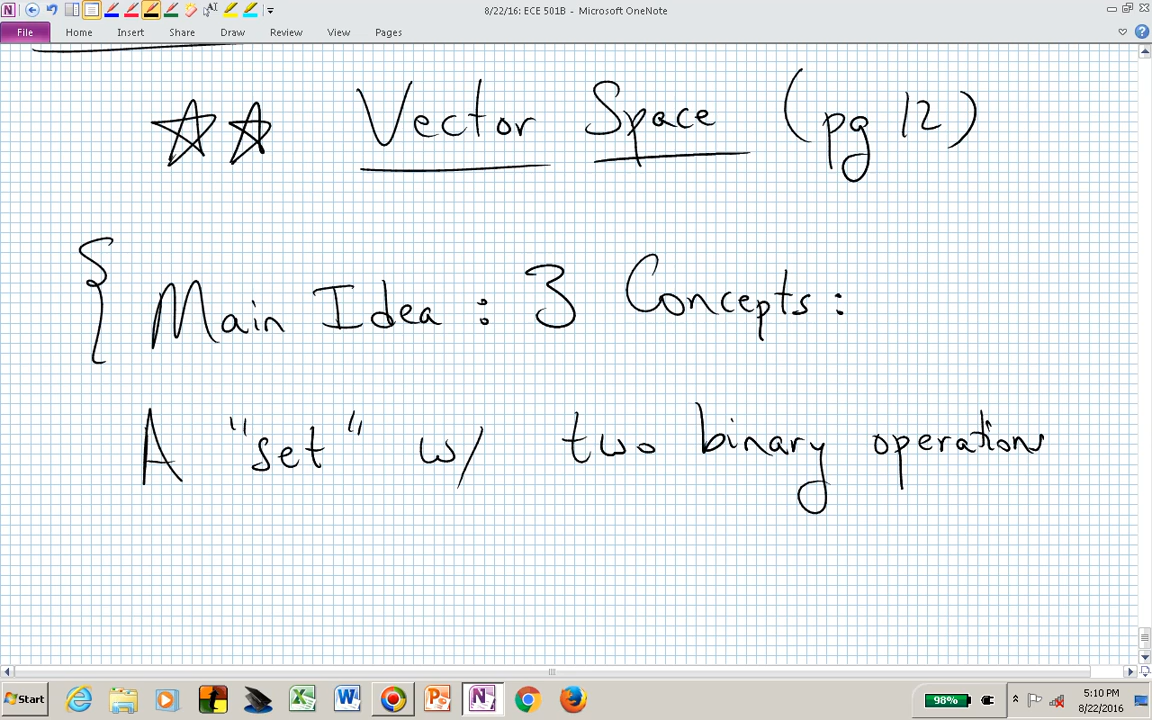 8/22/16: ECE 501B - Microsoft OneNote
File Home Insert Share Draw Review View Pages
Vector Space (pg 12)
{ Main Idea : 3 Concepts :
A "set" w/ two binary operations
Start
98%
5:10 PM
8/22/2016